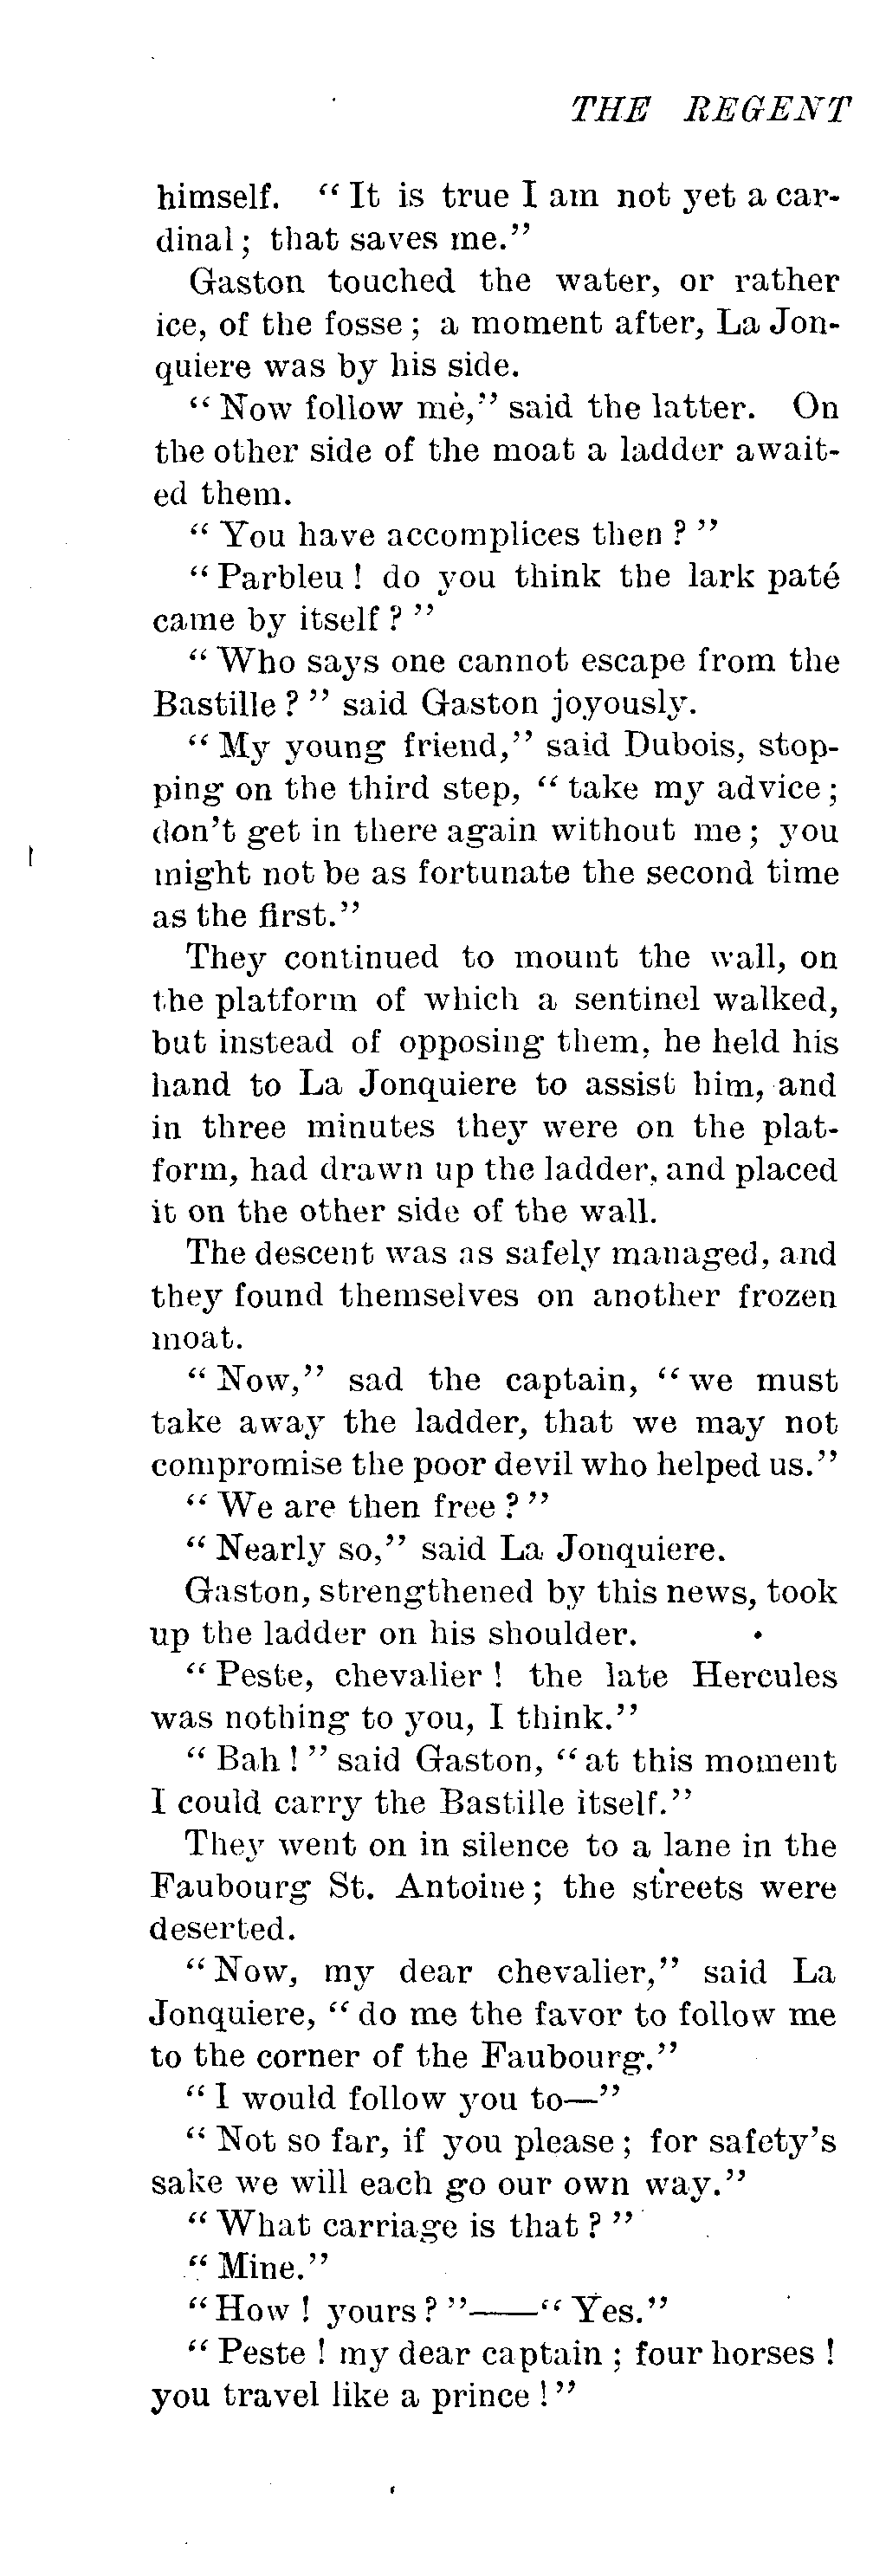 THE REGENT
himself. “ It is true I am not yet a car-
dinal ; that saves me.”
Gaston touched the water, or rather
ice, of the fosse ; a moment after, La Jon-
quiere was by his side.
“ Now follow me,” said the latter. On
the other side of the moat a ladder await-
ed them.
“ You have accomplices then ? ”
“ Parbleu ! do you think the lark paté
came by itself ? ”
“ Who says one cannot escape from the
Bastille ? ” said Gaston joyously.
“ My young friend,” said Dubois, stop-
ping on the third step, “ take my advice ;
don’t get in there again without me ; you
might not be as fortunate the second time
as the first.”
They continued to mount the wall, on
the platform of which a sentinel walked,
but instead of opposing them, he held his
hand to La Jonquiere to assist him, and
in three minutes they were on the plat-
form, had drawn up the ladder, and placed
it on the other side of the wall.
The descent was as safely managed, and
they found themselves on another frozen
moat.
“ Now,” sad the captain, “ we must
take away the ladder, that we may not
compromise the poor devil who helped us.”
“ We are then free ? ”
“ Nearly so,” said La Jonquiere.
Gaston, strengthened by this news, took
up the ladder on his shoulder.
“ Peste, chevalier ! the late Hercules
was nothing to you, I think.”
“ Bah ! ” said Gaston, “ at this moment
I could carry the Bastille itself.”
They went on in silence to a lane in the
Faubourg St. Antoine ; the streets were
deserted.
“ Now, my dear chevalier,” said La
Jonquiere, “ do me the favor to follow me
to the corner of the Faubourg.”
“ I would follow you to—”
“ Not so far, if you please ; for safety’s
sake we will each go our own way.”
“ What carriage is that ? ”
“ Mine.”
“ How ! yours ? ”——“ Yes.”
“ Peste ! my dear captain ; four horses !
you travel like a prince ! ”